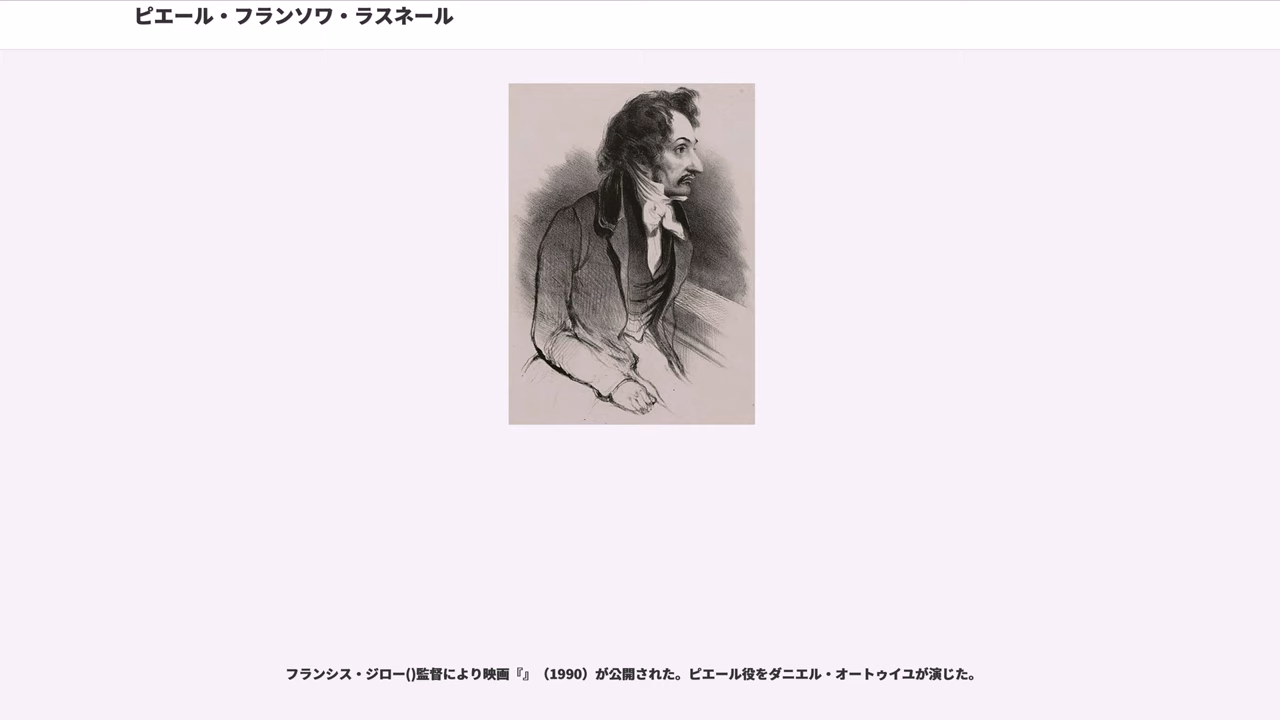 ピエール・フランソワ・ラスネール
フランシス・ジロー()監督により映画『』（1990）が公開された。ピエール役をダニエル・オートゥイユが演じた。